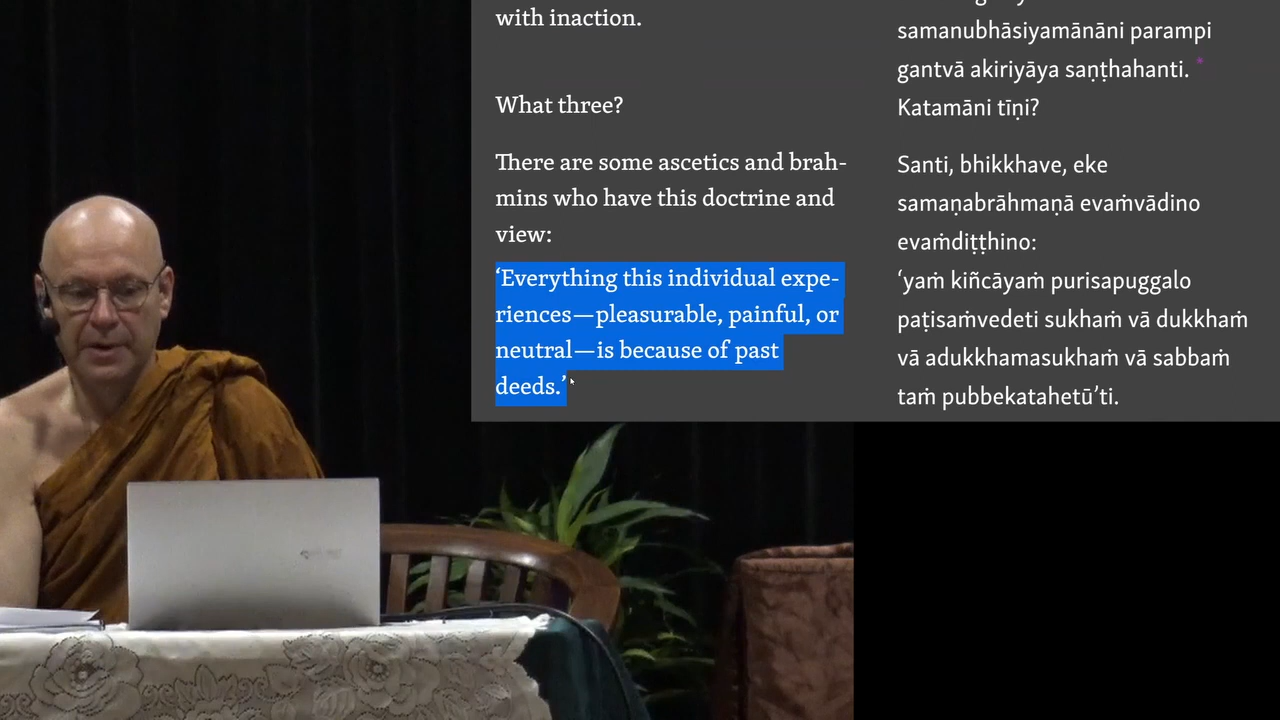 with inaction.
What three?
There are some ascetics and brah-
mins who have this doctrine and
view:
‘Everything this individual expe-
riences—pleasurable, painful, or
neutral—is because of past
deeds.’
samanubhāsiyamānāni parampi
gantvā akiriyāya saṇṭhahanti. *
Katamāni tīṇi?
Santi, bhikkhave, eke
samaṇabrāhmaṇā evaṁvādino
evaṁdiṭṭhino:
‘yaṁ kiñcāyaṁ purisapuggalo
paṭisaṁvedeti sukhaṁ vā dukkhaṁ
vā adukkhamasukhaṁ vā sabbaṁ
taṁ pubbekatahetū’ti.